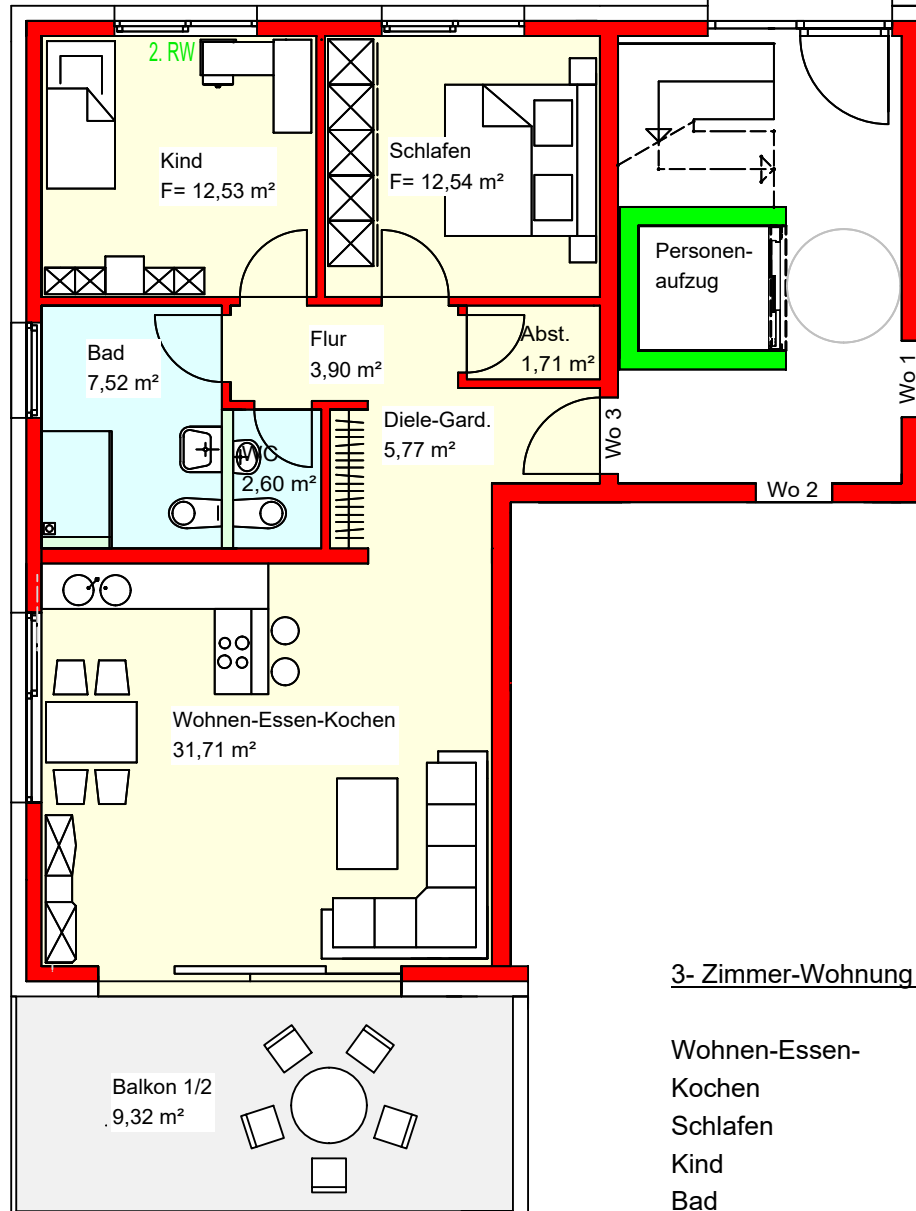 2. RW
Kind
F= 12,53 m²
Schlafen
F= 12,54 m²
Personen-
aufzug
Bad
7,52 m²
Flur
3,90 m²
Abst.
1,71 m²
Wo 1
Diele-Gard.
5,77 m²
Wo 3
WC
2,60 m²
Wo 2
Wohnen-Essen-Kochen
31,71 m²
Balkon 1/2
9,32 m²
3- Zimmer-Wohnung
Wohnen-Essen-
Kochen
Schlafen
Kind
Bad